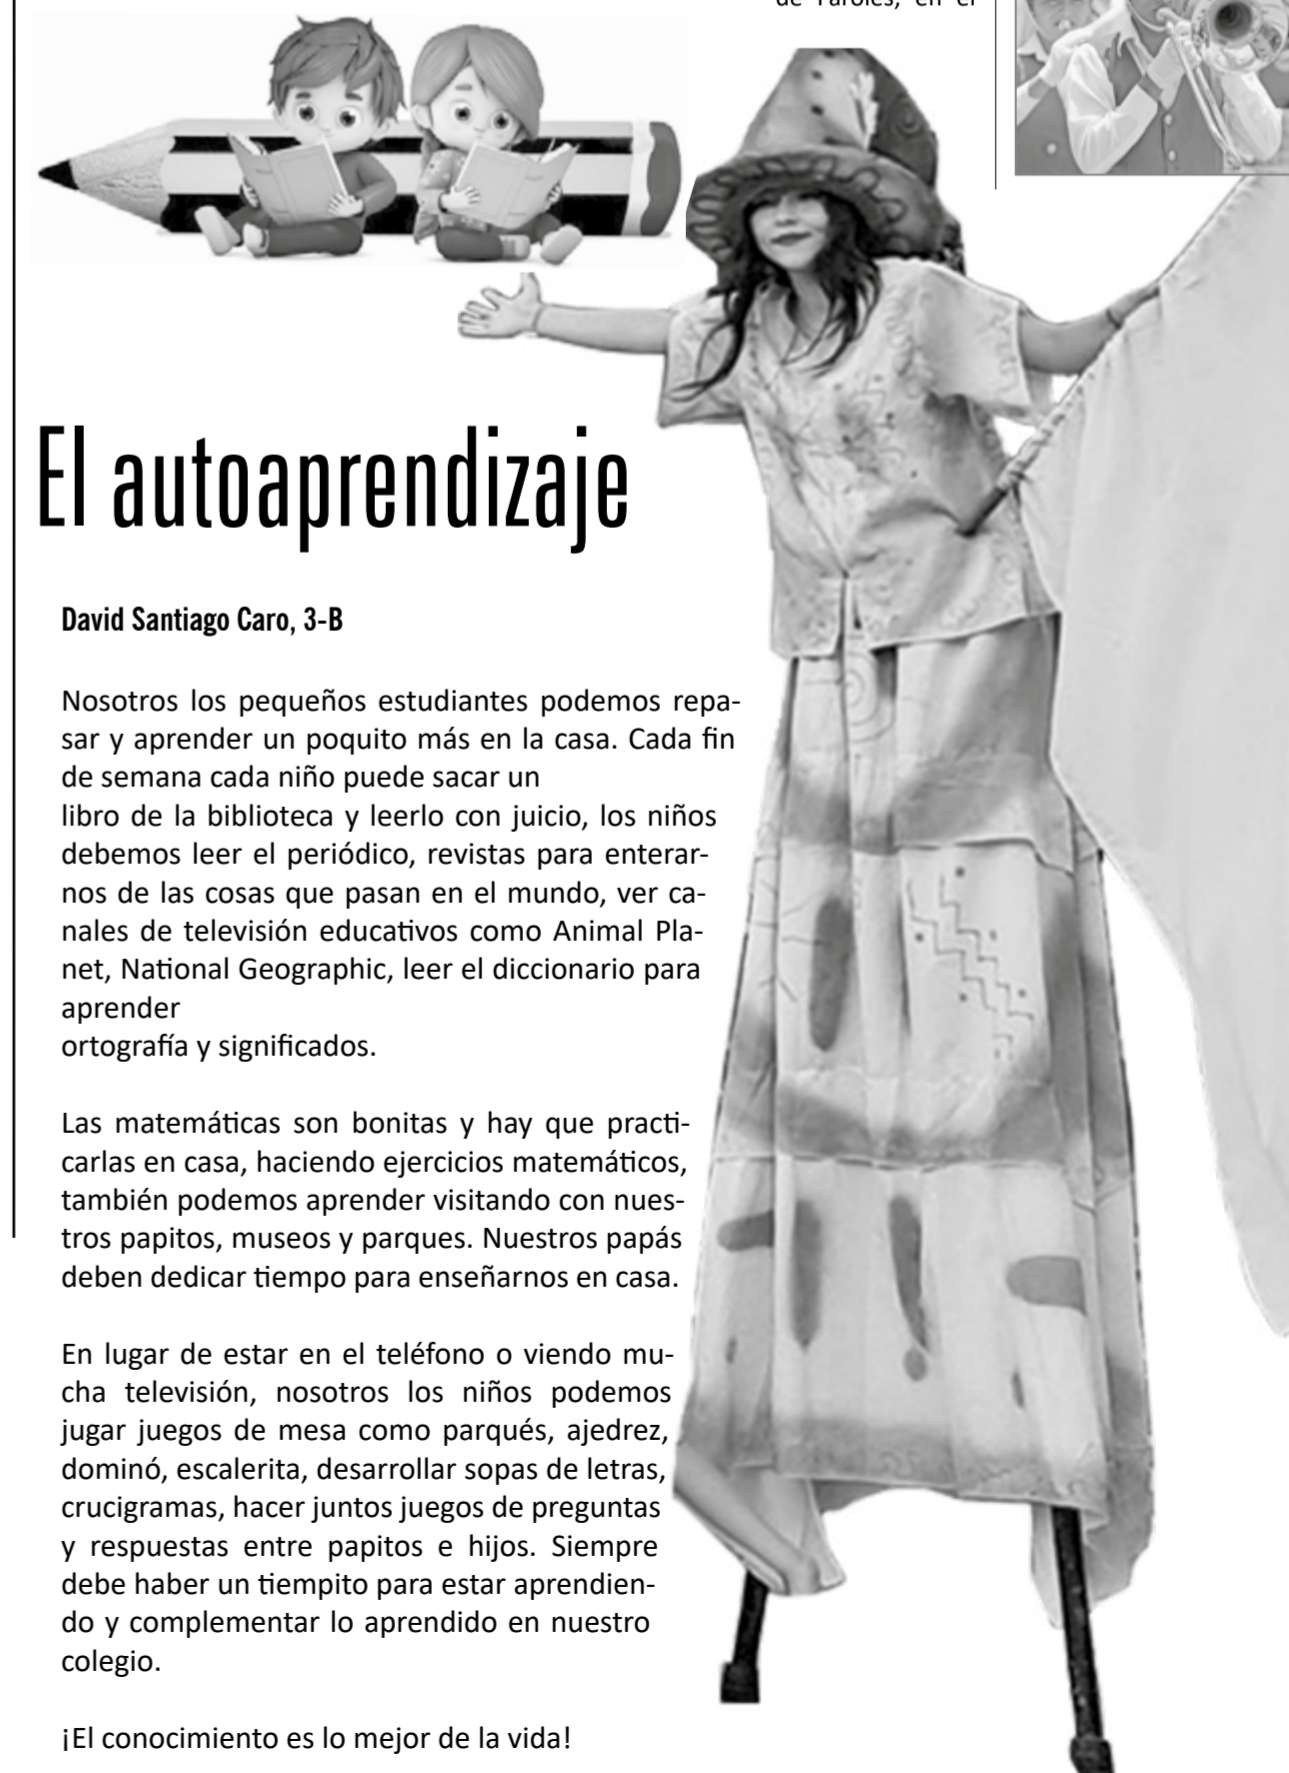 de Faroles, en el
El autoaprendizaje
David Santiago Caro, 3-B
Nosotros los pequeños estudiantes podemos repa-
sar y aprender un poquito más en la casa. Cada fin
de semana cada niño puede sacar un
libro de la biblioteca y leerlo con juicio, los niños
debemos leer el periódico, revistas para enterar-
nos de las cosas que pasan en el mundo, ver ca-
nales de televisión educativos como Animal Pla-
net, National Geographic, leer el diccionario para
aprender
ortografía y significados.
Las matemáticas son bonitas y hay que practi-
carlas en casa, haciendo ejercicios matemáticos,
también podemos aprender visitando con nues-
tros papitos, museos y parques. Nuestros papás
deben dedicar tiempo para enseñarnos en casa.
En lugar de estar en el teléfono o viendo mu-
cha televisión, nosotros los niños podemos
jugar juegos de mesa como parqués, ajedrez,
dominó, escalerita, desarrollar sopas de letras,
crucigramas, hacer juntos juegos de preguntas
y respuestas entre papitos e hijos. Siempre
debe haber un tiempito para estar aprendien-
do y complementar lo aprendido en nuestro
colegio.
¡El conocimiento es lo mejor de la vida!